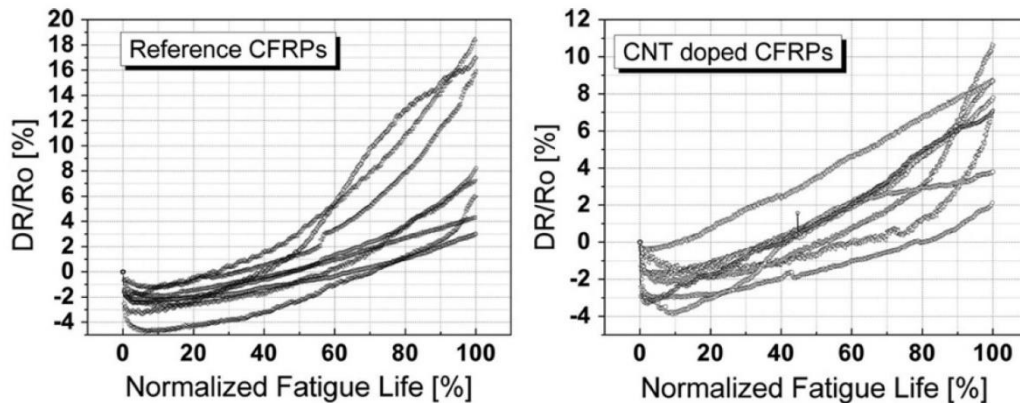 20
18
16
14
12
10
8
6
4
2
0
-2
-4
DR/Ro [%]
Reference CFRPs
0 20 40 60 80 100
Normalized Fatigue Life [%]
12
10
8
6
4
2
0
-2
-4
DR/Ro [%]
CNT doped CFRPs
0 20 40 60 80 100
Normalized Fatigue Life [%]